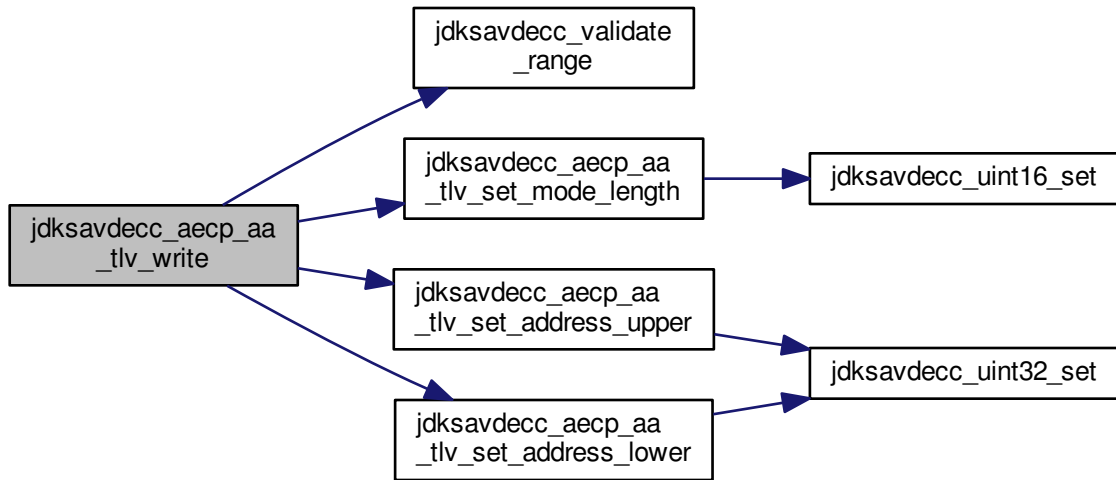 jdksavdecc_validate
_range
jdksavdecc_aecp_aa
_tlv_set_mode_length
jdksavdecc_uint16_set
jdksavdecc_aecp_aa
_tlv_write
jdksavdecc_aecp_aa
_tlv_set_address_upper
jdksavdecc_uint32_set
jdksavdecc_aecp_aa
_tlv_set_address_lower